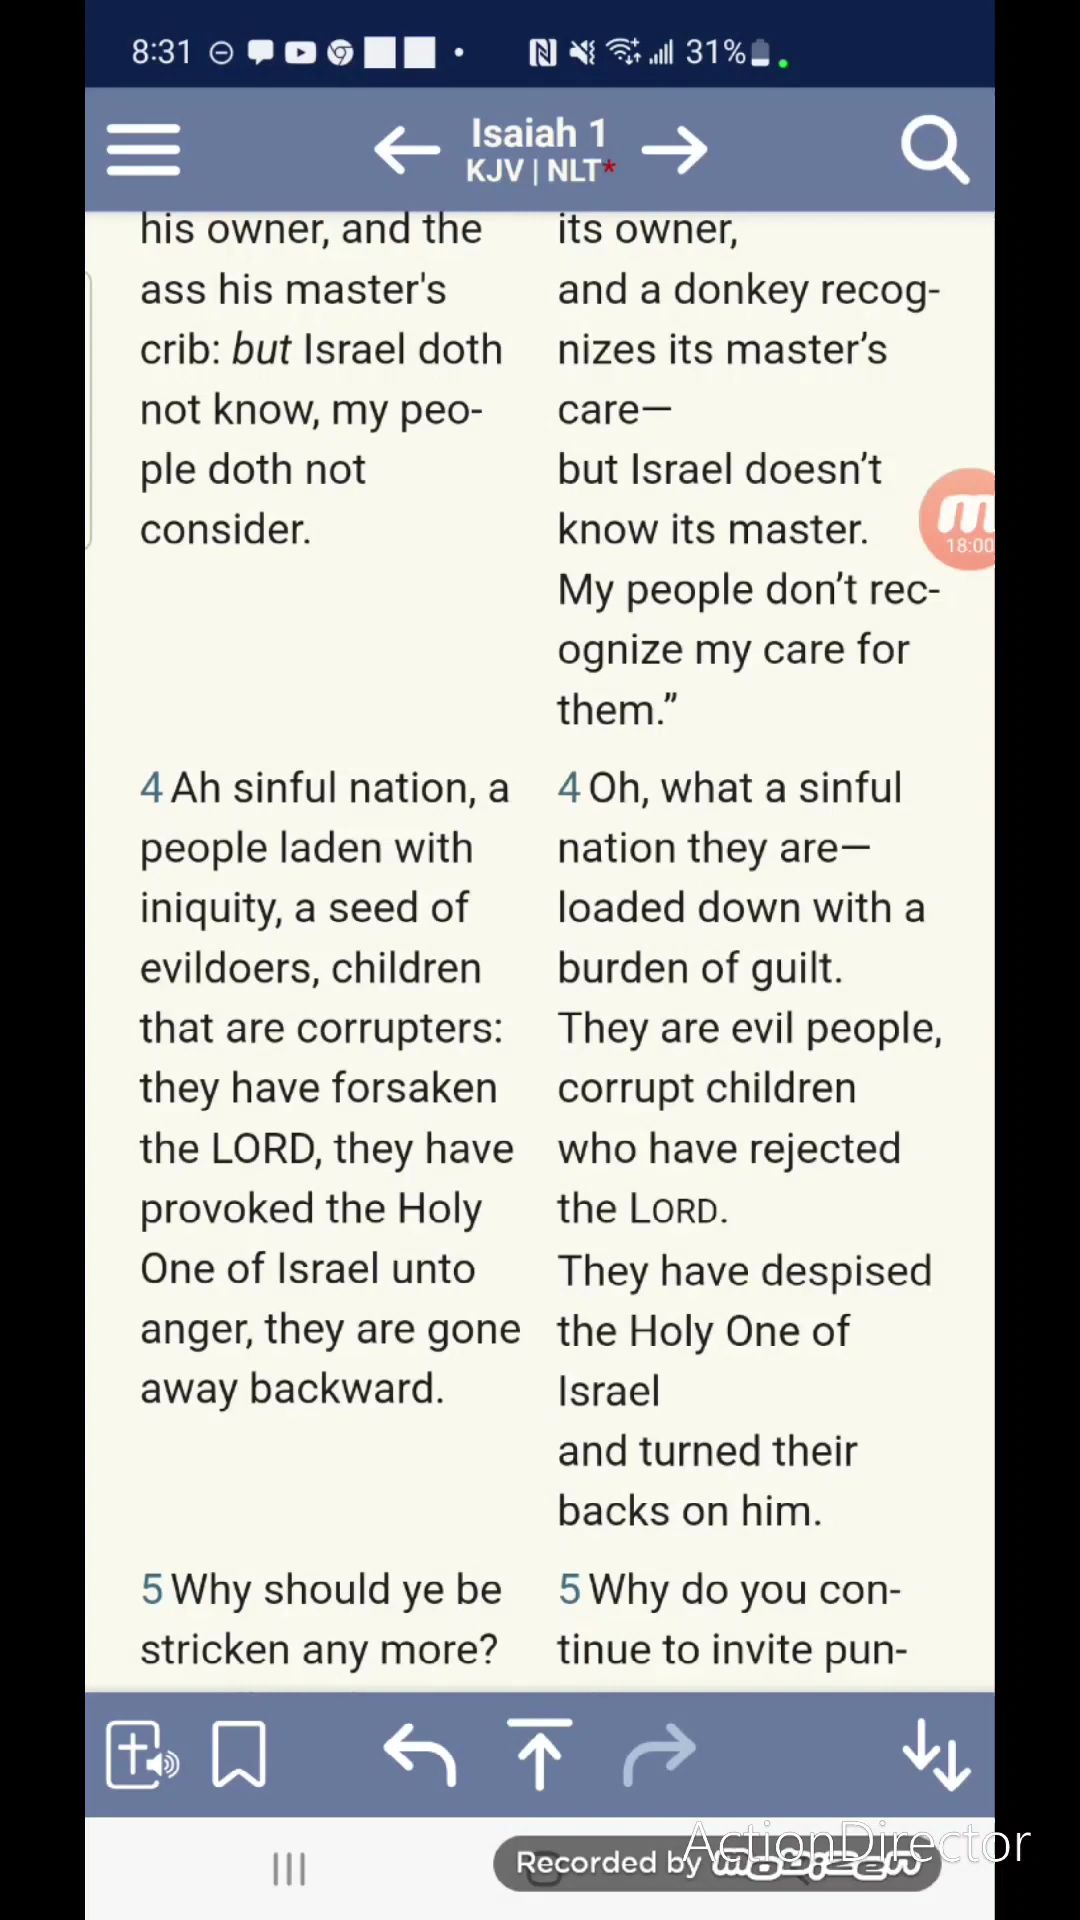 8:31
31%
Isaiah 1
KJV | NLT*
his owner, and the
ass his master's
crib: but Israel doth
not know, my peo-
ple doth not
consider.
4 Ah sinful nation, a
people laden with
iniquity, a seed of
evildoers, children
that are corrupters:
they have forsaken
the LORD, they have
provoked the Holy
One of Israel unto
anger, they are gone
away backward.
5 Why should ye be
stricken any more?
its owner,
and a donkey recog-
nizes its master’s
care—
but Israel doesn’t
know its master.
My people don’t rec-
ognize my care for
them.”
4 Oh, what a sinful
nation they are—
loaded down with a
burden of guilt.
They are evil people,
corrupt children
who have rejected
the LORD.
They have despised
the Holy One of
Israel
and turned their
backs on him.
5 Why do you con-
tinue to invite pun-
m
18:00
ActionDirector
Recorded by mobizen